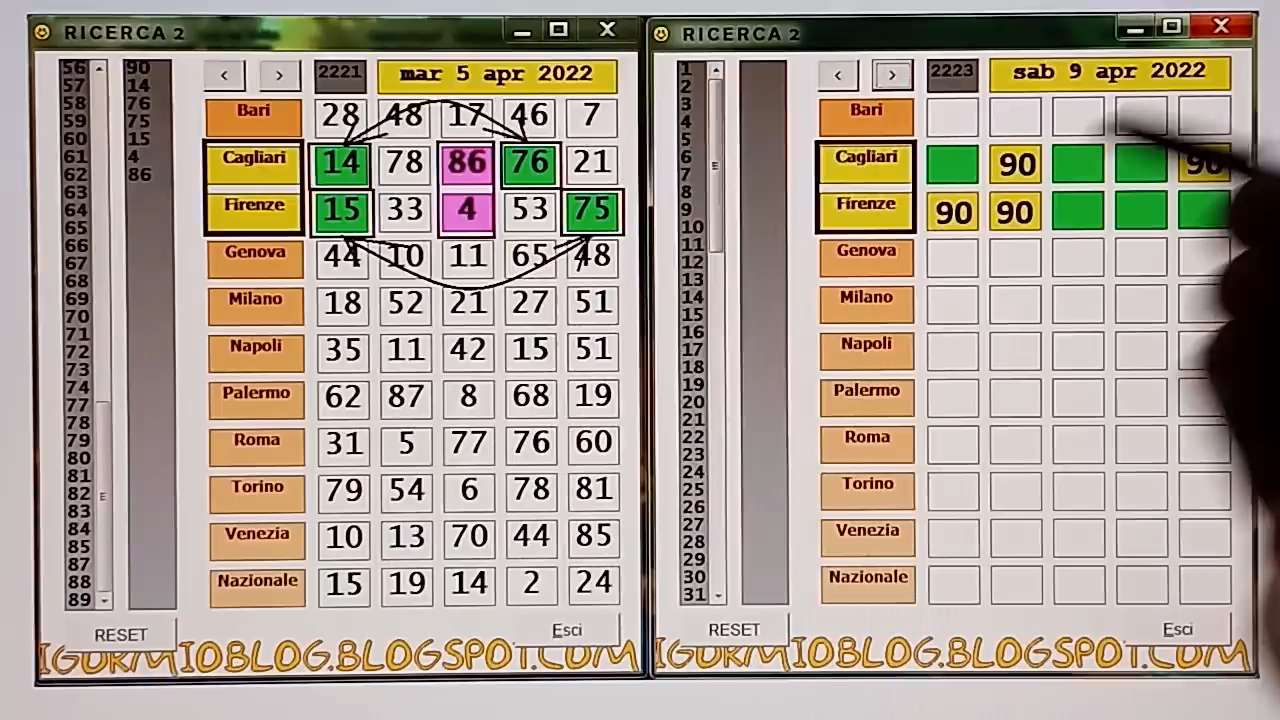 RICERCA 2
56
57
58
59
60
61
62
63
64
65
66
67
68
69
70
71
72
73
74
77
78
79
80
81
82
83
84
85
87
88
89
90
14
76
75
15
4
86
< > 2221 mar 5 apr 2022
Bari 28 48 17 46 7
Cagliari 14 78 86 76 21
Firenze 15 33 4 53 75
Genova 44 10 11 65 48
Milano 18 52 21 27 51
Napoli 35 11 42 15 51
Palermo 62 87 8 68 19
Roma 31 5 77 76 60
Torino 79 54 6 78 81
Venezia 10 13 70 44 85
Nazionale 15 19 14 2 24
RESET Esci
IGORMIOBLOG.BLOGSPOT.COM
RICERCA 2
1
2
3
4
5
6
7
8
9
10
11
12
13
14
15
16
17
18
19
20
21
22
23
24
25
26
27
28
29
30
31
< > 2223 sab 9 apr 2022
Bari
Cagliari 90 90
Firenze 90 90
Genova
Milano
Napoli
Palermo
Roma
Torino
Venezia
Nazionale
RESET Esci
IGORMIOBLOG.BLOGSPOT.COM